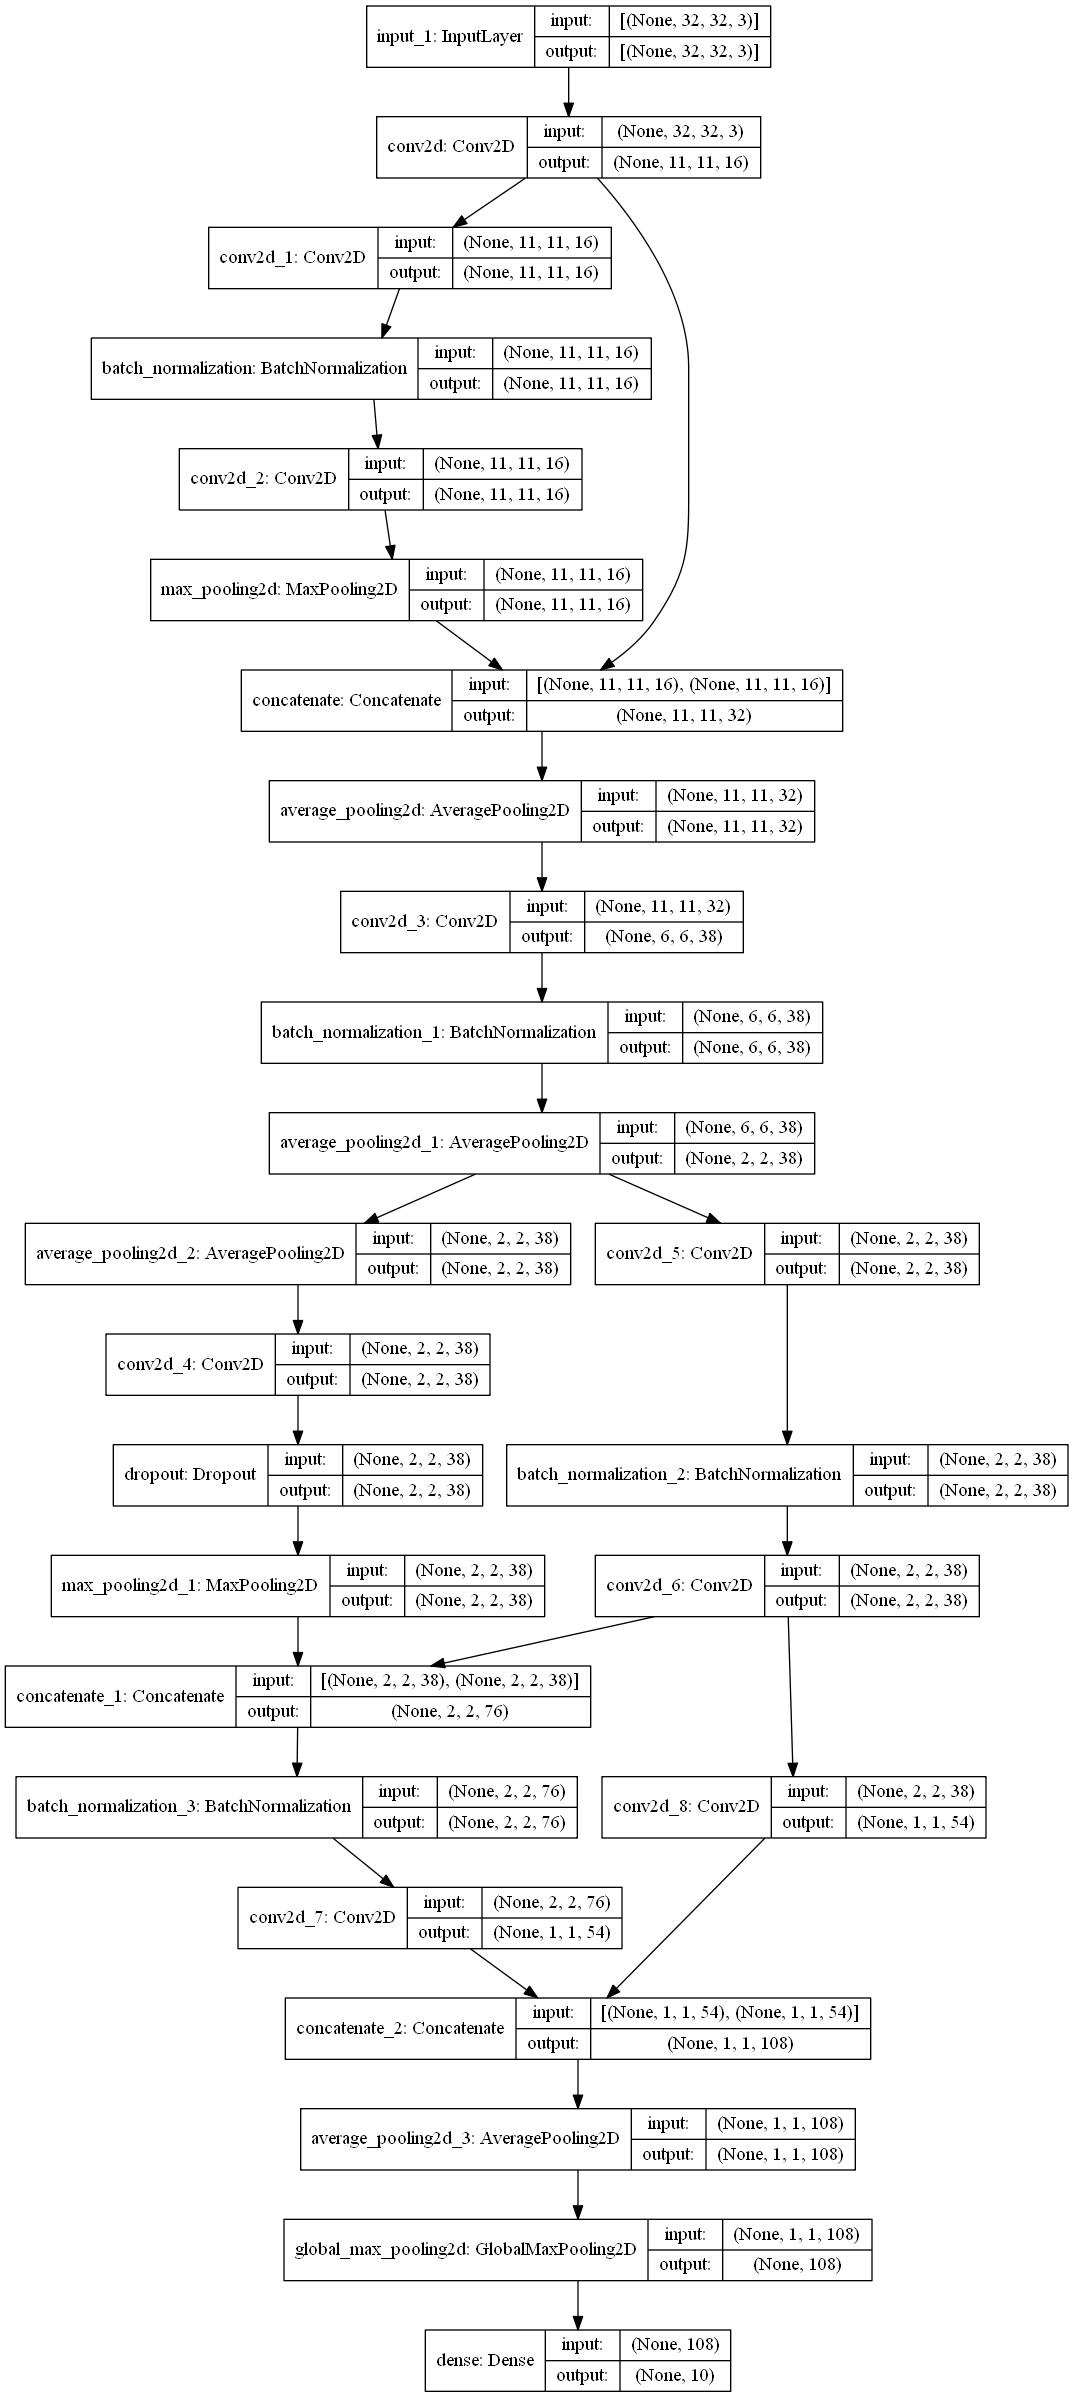 input_1: InputLayer
input: [(None, 32, 32, 3)]
output: [(None, 32, 32, 3)]
conv2d: Conv2D
input: (None, 32, 32, 3)
output: (None, 11, 11, 16)
conv2d_1: Conv2D
input: (None, 11, 11, 16)
output: (None, 11, 11, 16)
batch_normalization: BatchNormalization
input: (None, 11, 11, 16)
output: (None, 11, 11, 16)
conv2d_2: Conv2D
input: (None, 11, 11, 16)
output: (None, 11, 11, 16)
max_pooling2d: MaxPooling2D
input: (None, 11, 11, 16)
output: (None, 11, 11, 16)
concatenate: Concatenate
input: [(None, 11, 11, 16), (None, 11, 11, 16)]
output: (None, 11, 11, 32)
average_pooling2d: AveragePooling2D
input: (None, 11, 11, 32)
output: (None, 11, 11, 32)
conv2d_3: Conv2D
input: (None, 11, 11, 32)
output: (None, 6, 6, 38)
batch_normalization_1: BatchNormalization
input: (None, 6, 6, 38)
output: (None, 6, 6, 38)
average_pooling2d_1: AveragePooling2D
input: (None, 6, 6, 38)
output: (None, 2, 2, 38)
average_pooling2d_2: AveragePooling2D
input: (None, 2, 2, 38)
output: (None, 2, 2, 38)
conv2d_5: Conv2D
input: (None, 2, 2, 38)
output: (None, 2, 2, 38)
conv2d_4: Conv2D
input: (None, 2, 2, 38)
output: (None, 2, 2, 38)
dropout: Dropout
input: (None, 2, 2, 38)
output: (None, 2, 2, 38)
batch_normalization_2: BatchNormalization
input: (None, 2, 2, 38)
output: (None, 2, 2, 38)
max_pooling2d_1: MaxPooling2D
input: (None, 2, 2, 38)
output: (None, 2, 2, 38)
conv2d_6: Conv2D
input: (None, 2, 2, 38)
output: (None, 2, 2, 38)
concatenate_1: Concatenate
input: [(None, 2, 2, 38), (None, 2, 2, 38)]
output: (None, 2, 2, 76)
batch_normalization_3: BatchNormalization
input: (None, 2, 2, 76)
output: (None, 2, 2, 76)
conv2d_8: Conv2D
input: (None, 2, 2, 38)
output: (None, 1, 1, 54)
conv2d_7: Conv2D
input: (None, 2, 2, 76)
output: (None, 1, 1, 54)
concatenate_2: Concatenate
input: [(None, 1, 1, 54), (None, 1, 1, 54)]
output: (None, 1, 1, 108)
average_pooling2d_3: AveragePooling2D
input: (None, 1, 1, 108)
output: (None, 1, 1, 108)
global_max_pooling2d: GlobalMaxPooling2D
input: (None, 1, 1, 108)
output: (None, 108)
dense: Dense
input: (None, 108)
output: (None, 10)